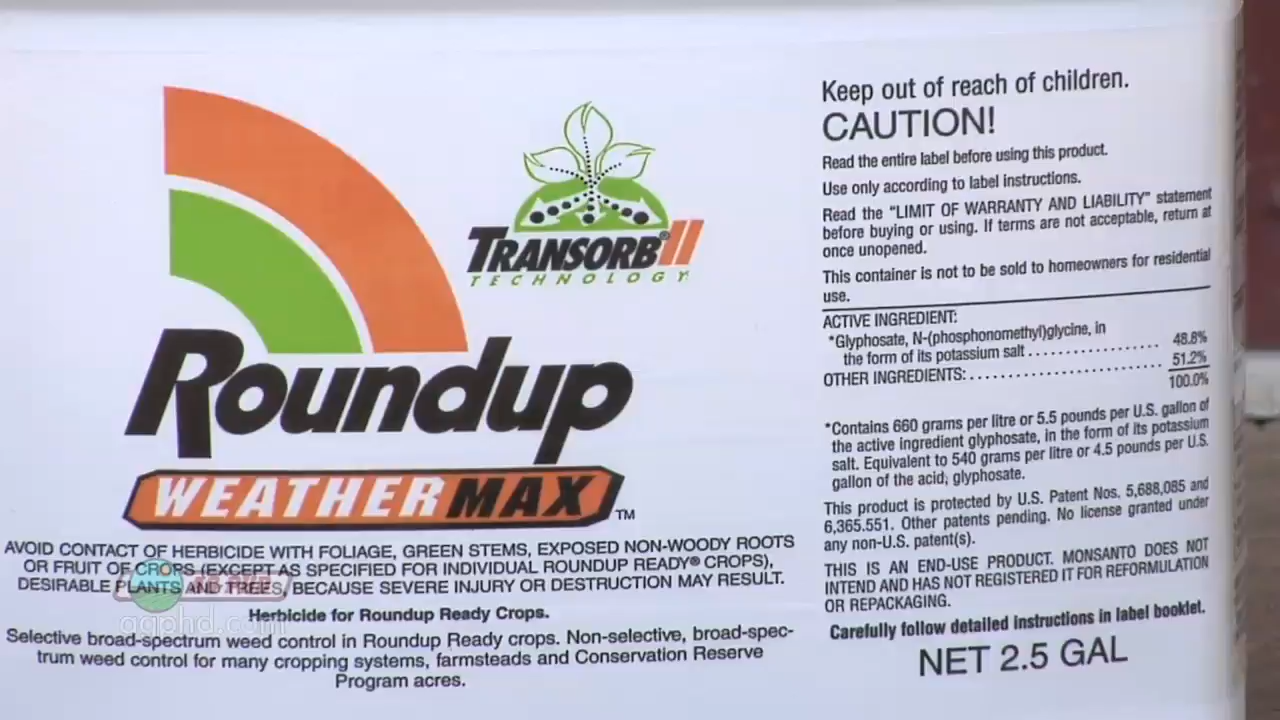 TRANSORB® II
TECHNOLOGY
Roundup
WEATHERMAX™
AVOID CONTACT OF HERBICIDE WITH FOLIAGE, GREEN STEMS, EXPOSED NON-WOODY ROOTS
OR FRUIT OF CROPS (EXCEPT AS SPECIFIED FOR INDIVIDUAL ROUNDUP READY® CROPS),
DESIRABLE PLANTS AND TREES, BECAUSE SEVERE INJURY OR DESTRUCTION MAY RESULT.
Herbicide for Roundup Ready Crops.
Selective broad-spectrum weed control in Roundup Ready crops. Non-selective, broad-spec-
trum weed control for many cropping systems, farmsteads and Conservation Reserve
Program acres.
agphd.com
Keep out of reach of children.
CAUTION!
Read the entire label before using this product.
Use only according to label instructions.
Read the “LIMIT OF WARRANTY AND LIABILITY” statement
before buying or using. If terms are not acceptable, return at
once unopened.
This container is not to be sold to homeowners for residential
use.
ACTIVE INGREDIENT:
*Glyphosate, N-(phosphonomethyl)glycine, in
the form of its potassium salt . . . . . . . . . . . . . . . . . . . . 48.8%
OTHER INGREDIENTS: . . . . . . . . . . . . . . . . . . . . . . . . . . . . 51.2%
100.0%
*Contains 660 grams per litre or 5.5 pounds per U.S. gallon of
the active ingredient glyphosate, in the form of its potassium
salt. Equivalent to 540 grams per litre or 4.5 pounds per U.S.
gallon of the acid, glyphosate.
This product is protected by U.S. Patent Nos. 5,688,085 and
6,365.551. Other patents pending. No license granted under
any non-U.S. patent(s).
THIS IS AN END-USE PRODUCT. MONSANTO DOES NOT
INTEND AND HAS NOT REGISTERED IT FOR REFORMULATION
OR REPACKAGING.
Carefully follow detailed instructions in label booklet.
NET 2.5 GAL